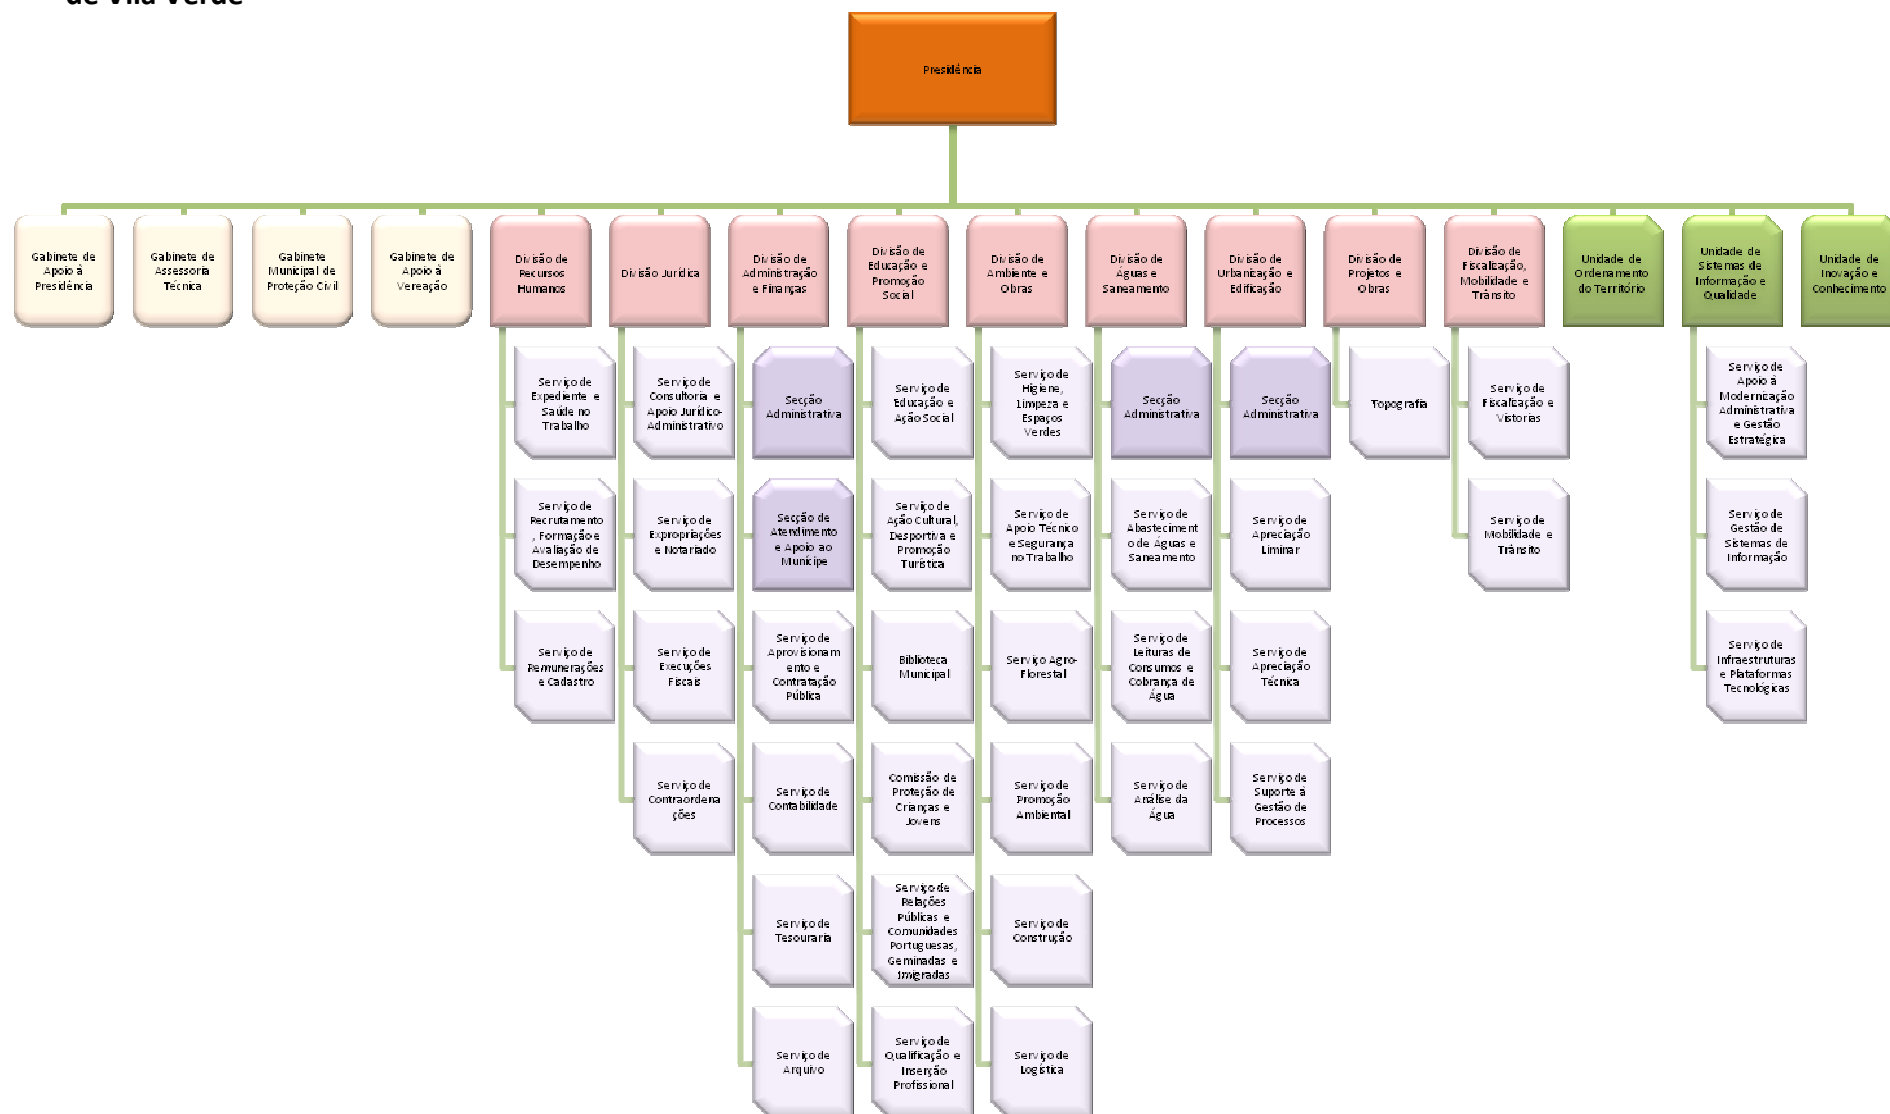 de Vila Verde
Presidência
Gabinete de
Apoio à
Presidência
Gabinete de
Assessoria
Técnica
Gabinete
Municipal de
Proteção Civil
Gabinete de
Apoio à
Vereação
Divisão de
Recursos
Humanos
Divisão Jurídica
Divisão de
Administração
e Finanças
Divisão de
Educação e
Promoção
Social
Divisão de
Ambiente e
Obras
Divisão de
Águas e
Saneamento
Divisão de
Urbanização e
Edificação
Divisão de
Projetos e
Obras
Divisão de
Fiscalização,
Mobilidade e
Trânsito
Unidade de
Ordenamento
do Território
Unidade de
Sistemas de
Informação e
Qualidade
Unidade de
Inovação e
Conhecimento
Serviço de
Expediente e
Saúde no
Trabalho
Serviço de
Recrutamento
, Formação e
Avaliação de
Desempenho
Serviço de
Remunerações
e Cadastro
Serviço de
Consultoria e
Apoio Jurídico-
Administrativo
Serviço de
Expropriações
e Notariado
Serviço de
Execuções
Fiscais
Serviço de
Contraordena
ções
Secção
Administrativa
Secção de
Atendimento
e Apoio ao
Munícipe
Serviço de
Aprovisionam
ento e
Contratação
Pública
Serviço de
Contabilidade
Serviço de
Tesouraria
Serviço de
Arquivo
Serviço de
Educação e
Ação Social
Serviço de
Ação Cultural,
Desportiva e
Promoção
Turística
Biblioteca
Municipal
Comissão de
Proteção de
Crianças e
Jovens
Serviço de
Relações
Públicas e
Comunidades
Portuguesas,
Geminadas e
Imigradas
Serviço de
Qualificação e
Inserção
Profissional
Serviço de
Higiene,
Limpeza e
Espaços
Verdes
Serviço de
Apoio Técnico
e Segurança
no Trabalho
Serviço Agro-
Florestal
Serviço de
Promoção
Ambiental
Serviço de
Construção
Serviço de
Logística
Secção
Administrativa
Serviço de
Abasteciment
o de Águas e
Saneamento
Serviço de
Leituras de
Consumos e
Cobrança de
Água
Serviço de
Análise da
Água
Secção
Administrativa
Serviço de
Apreciação
Liminar
Serviço de
Apreciação
Técnica
Serviço de
Suporte à
Gestão de
Processos
Topografia
Serviço de
Fiscalização e
Vistorias
Serviço de
Mobilidade e
Trânsito
Serviço de
Apoio à
Modernização
Administrativa
e Gestão
Estratégica
Serviço de
Gestão de
Sistemas de
Informação
Serviço de
Infraestruturas
e Plataformas
Tecnológicas